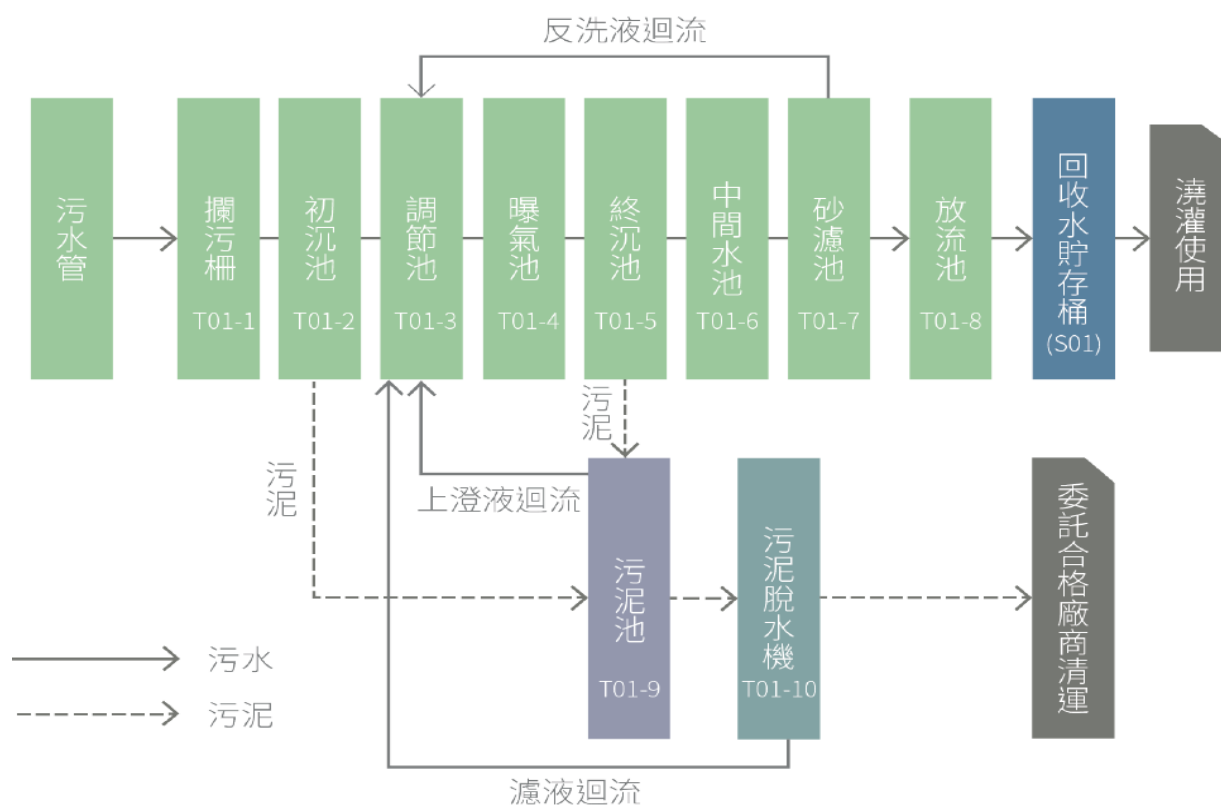 反洗液迴流
污水管
攔污柵
T01-1
初沉池
T01-2
調節池
T01-3
曝氣池
T01-4
終沉池
T01-5
中間水池
T01-6
砂濾池
T01-7
放流池
T01-8
回收水貯存桶
(S01)
澆灌使用
污泥
污泥
上澄液迴流
污泥池
T01-9
污泥脫水機
T01-10
委託合格廠商清運
污水
污泥
濾液迴流